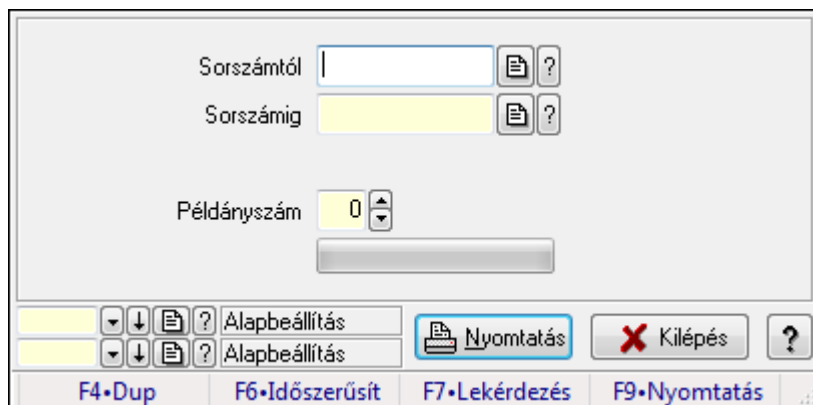 Sorszámtól ?
Sorszámig ?
Példányszám 0
? Alapbeállítás
? Alapbeállítás
Nyomtatás Kilépés ?
F4•Dup F6•Időszerűsít F7•Lekérdezés F9•Nyomtatás